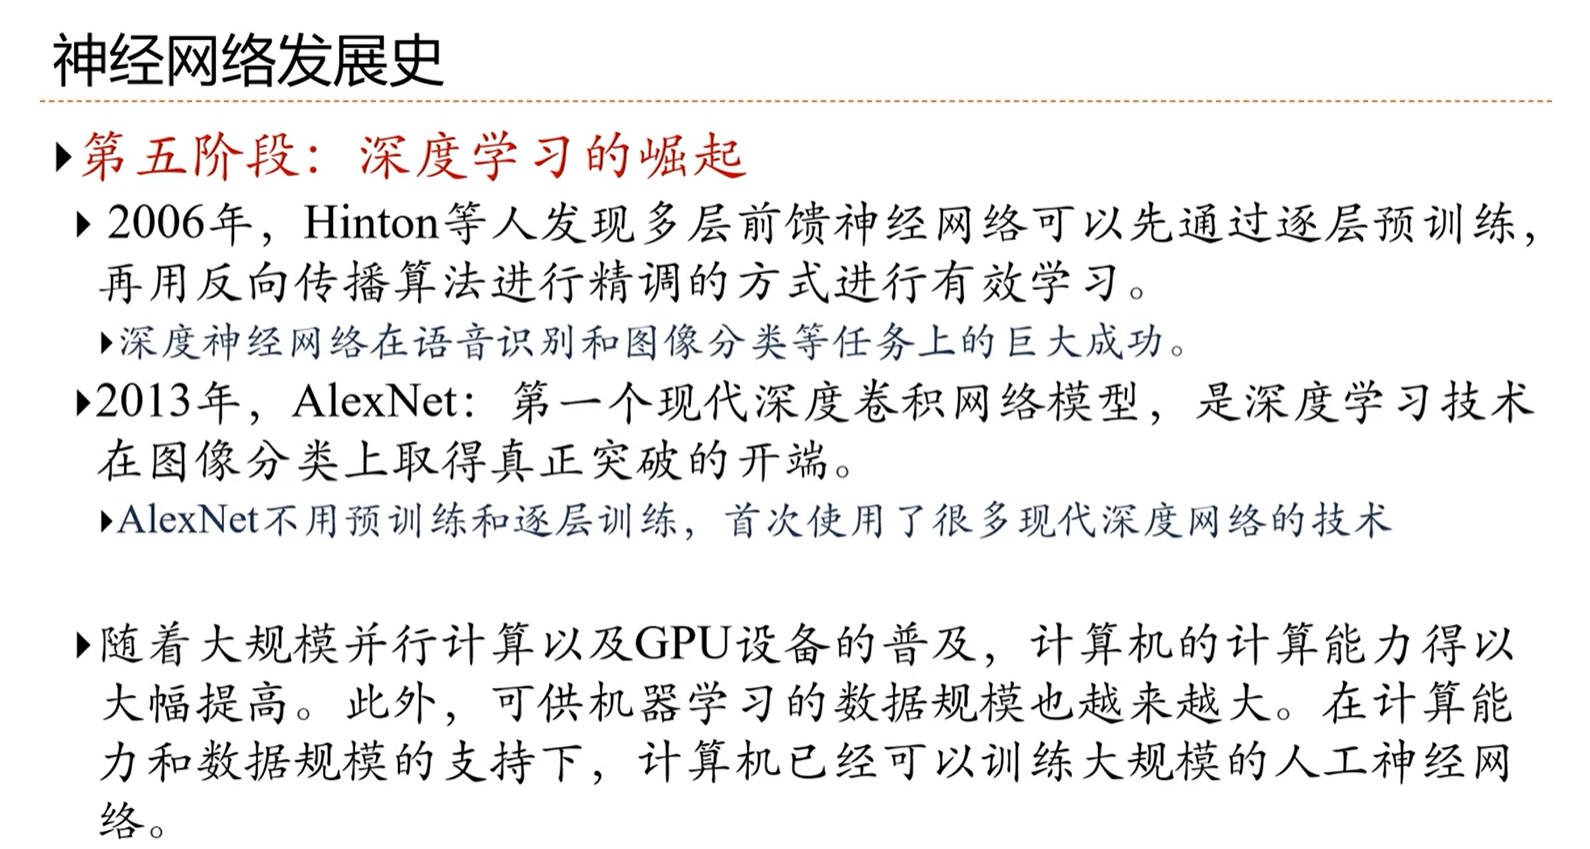 神经网络发展史
第五阶段：深度学习的崛起
2006年，Hinton等人发现多层前馈神经网络可以先通过逐层预训练，
再用反向传播算法进行精调的方式进行有效学习。
深度神经网络在语音识别和图像分类等任务上的巨大成功。
2013年，AlexNet：第一个现代深度卷积网络模型，是深度学习技术
在图像分类上取得真正突破的开端。
AlexNet不用预训练和逐层训练，首次使用了很多现代深度网络的技术
随着大规模并行计算以及GPU设备的普及，计算机的计算能力得以
大幅提高。此外，可供机器学习的数据规模也越来越大。在计算能
力和数据规模的支持下，计算机已经可以训练大规模的人工神经网
络。